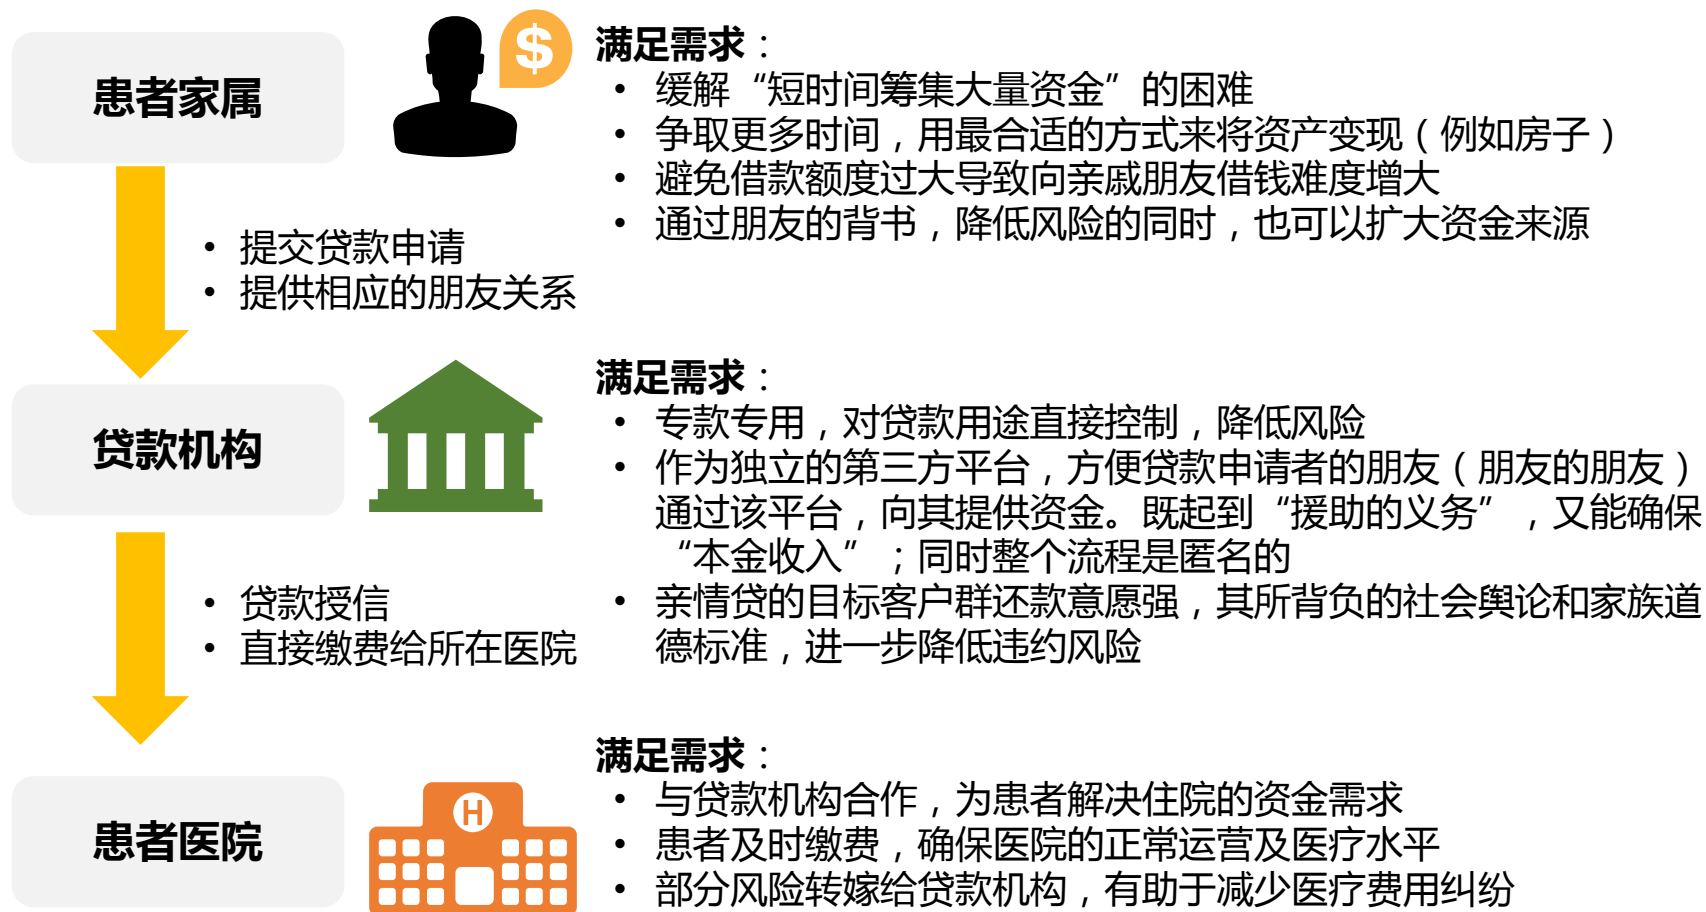 患者家属
$
满足需求：
• 缓解“短时间筹集大量资金”的困难
• 争取更多时间，用最合适的方式来将资产变现（例如房子）
• 避免借款额度过大导致向亲戚朋友借钱难度增大
• 通过朋友的背书，降低风险的同时，也可以扩大资金来源
• 提交贷款申请
• 提供相应的朋友关系
贷款机构
满足需求：
• 专款专用，对贷款用途直接控制，降低风险
• 作为独立的第三方平台，方便贷款申请者的朋友（朋友的朋友）
通过该平台，向其提供资金。既起到“援助的义务”，又能确保
“本金收入”；同时整个流程是匿名的
• 亲情贷的目标客户群还款意愿强，其所背负的社会舆论和家族道
德标准，进一步降低违约风险
• 贷款授信
• 直接缴费给所在医院
患者医院
H
满足需求：
• 与贷款机构合作，为患者解决住院的资金需求
• 患者及时缴费，确保医院的正常运营及医疗水平
• 部分风险转嫁给贷款机构，有助于减少医疗费用纠纷